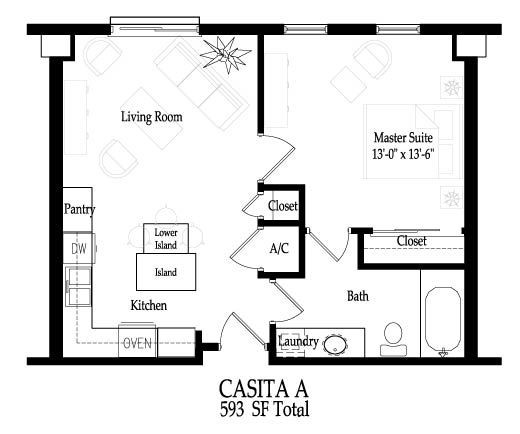 Living Room
Master Suite
13'-0" x 13'-6"
Pantry
Closet
Lower
Island
DW
A/C
Closet
Island
Kitchen
Bath
OVEN
Laundry
CASITA A
593 SF Total